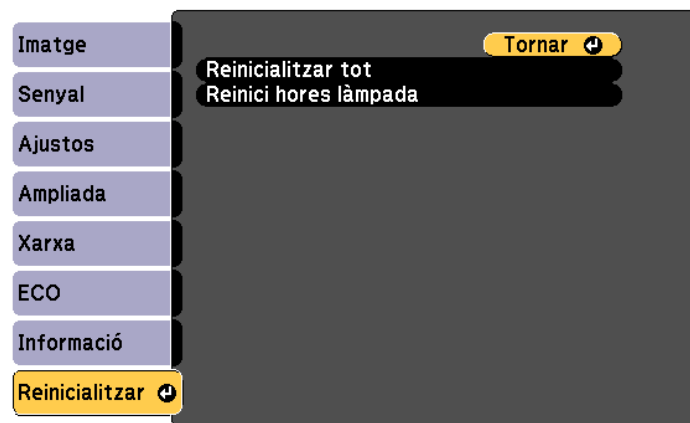 Imatge
Senyal
Ajustos
Ampliada
Xarxa
ECO
Informació
Reinicialitzar
Tornar
Reinicialitzar tot
Reinici hores làmpada